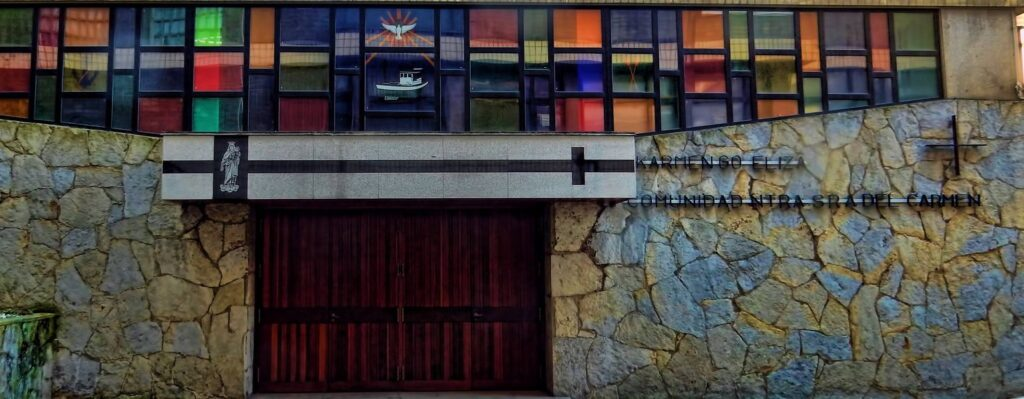 KARMENGO ELIZA
COMUNIDAD NTRA SRA DEL CARMEN